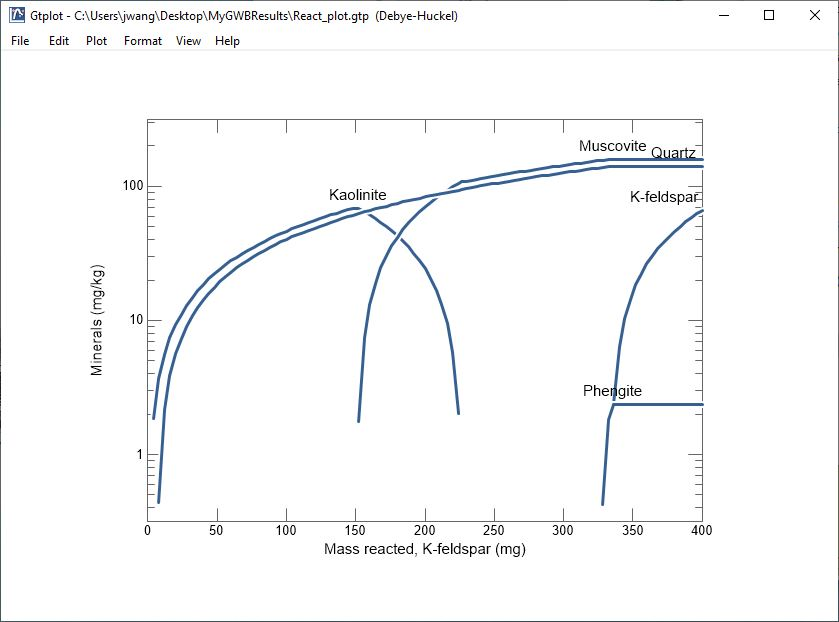 Gtplot - C:\Users\jwang\Desktop\MyGWBResults\React_plot.gtp (Debye-Huckel)
File Edit Plot Format View Help
Muscovite
Quartz
Kaolinite
K-feldspar
Phengite
100
10
1
Minerals (mg/kg)
0 50 100 150 200 250 300 350 400
Mass reacted, K-feldspar (mg)